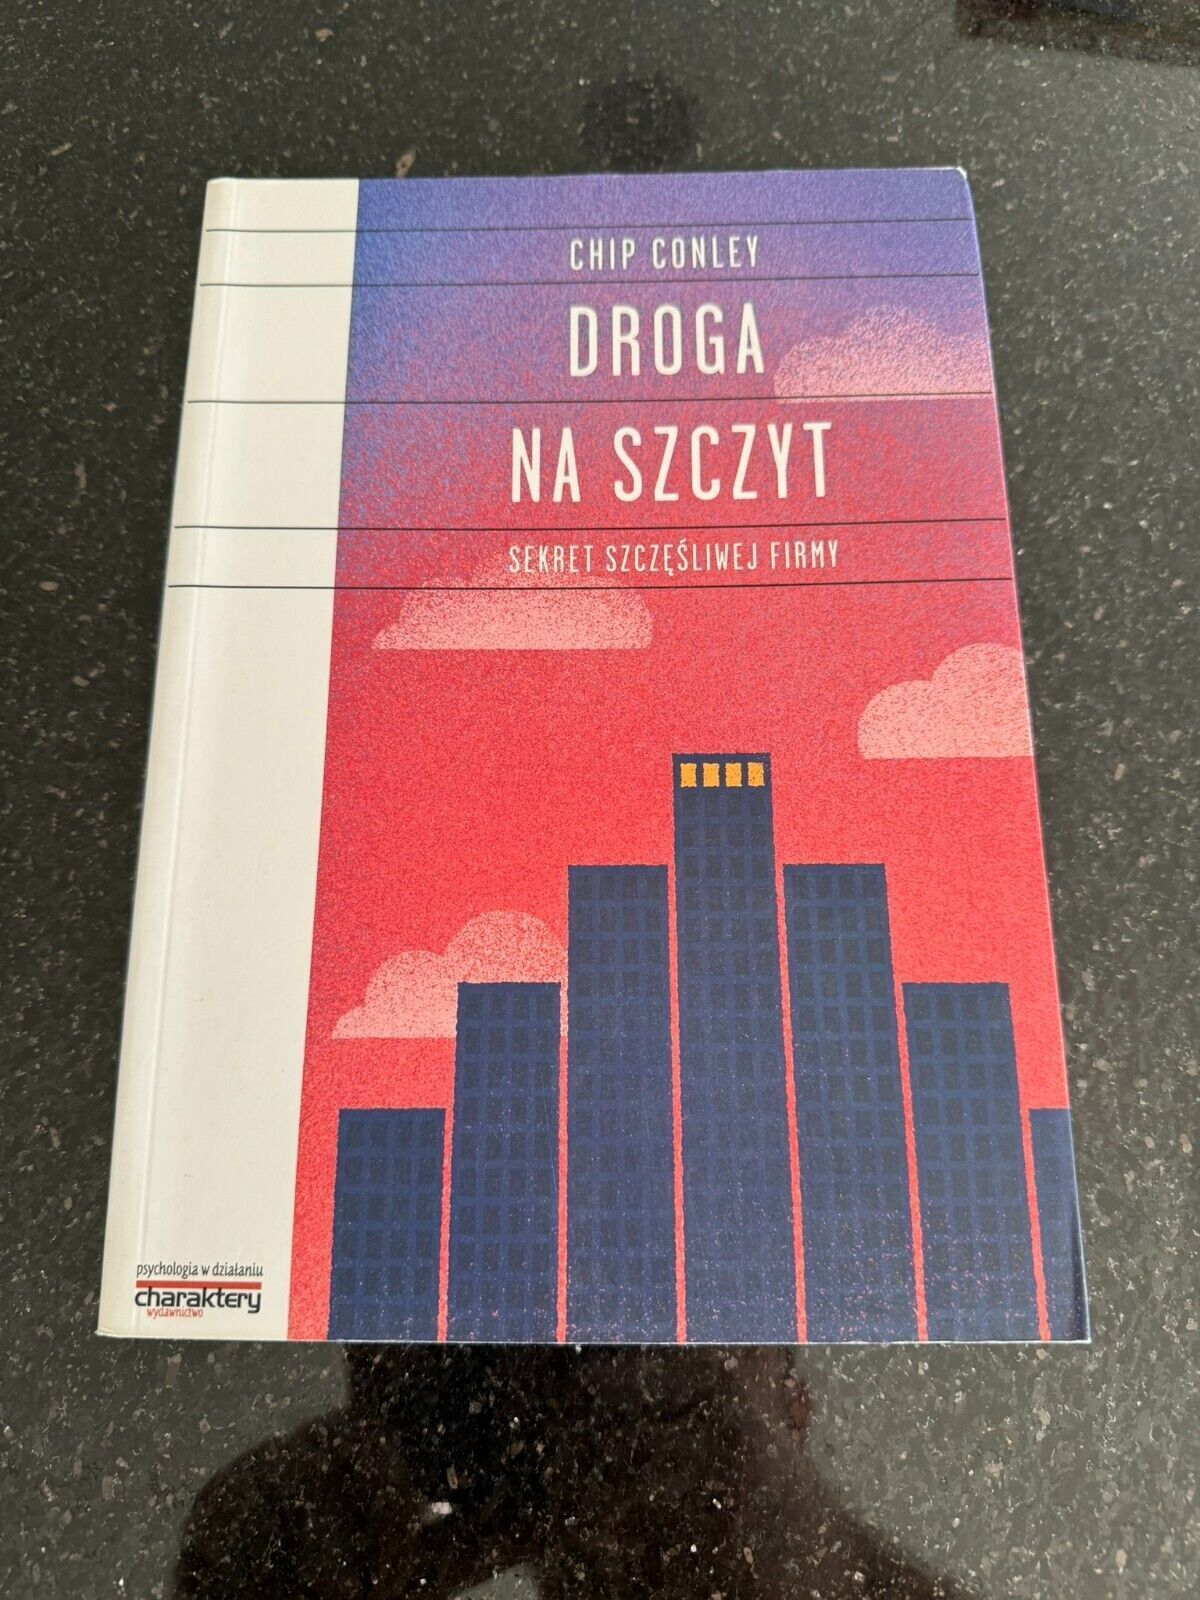 CHIP CONLEY
DROGA
NA SZCZYT
SEKRET SZCZĘŚLIWEJ FIRMY
psychologia w działaniu
charaktery
wydawnictwo